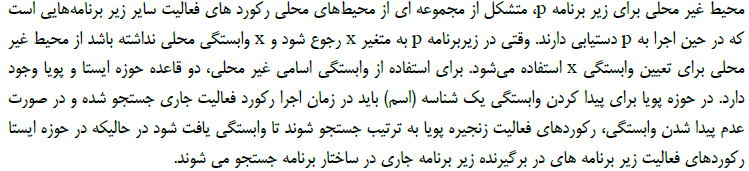 محیط غیر محلی برای زیر برنامه p، متشکل از مجموعه ای از محیط‌های محلی رکورد های فعالیت سایر زیر برنامه‌هایی است
که در حین اجرا به p دستیابی دارند. وقتی در زیربرنامه p به متغیر x رجوع شود و x وابستگی محلی نداشته باشد از محیط غیر
محلی برای تعیین وابستگی x استفاده می‌شود. برای استفاده از وابستگی اسامی غیر محلی، دو قاعده حوزه ایستا و پویا وجود
دارد. در حوزه پویا برای پیدا کردن وابستگی یک شناسه (اسم) باید در زمان اجرا رکورد فعالیت جاری جستجو شده و در صورت
عدم پیدا شدن وابستگی، رکوردهای فعالیت زنجیره پویا به ترتیب جستجو شوند تا وابستگی یافت شود در حالیکه در حوزه ایستا
رکوردهای فعالیت زیر برنامه های در برگیرنده زیر برنامه جاری در ساختار برنامه جستجو می شوند.